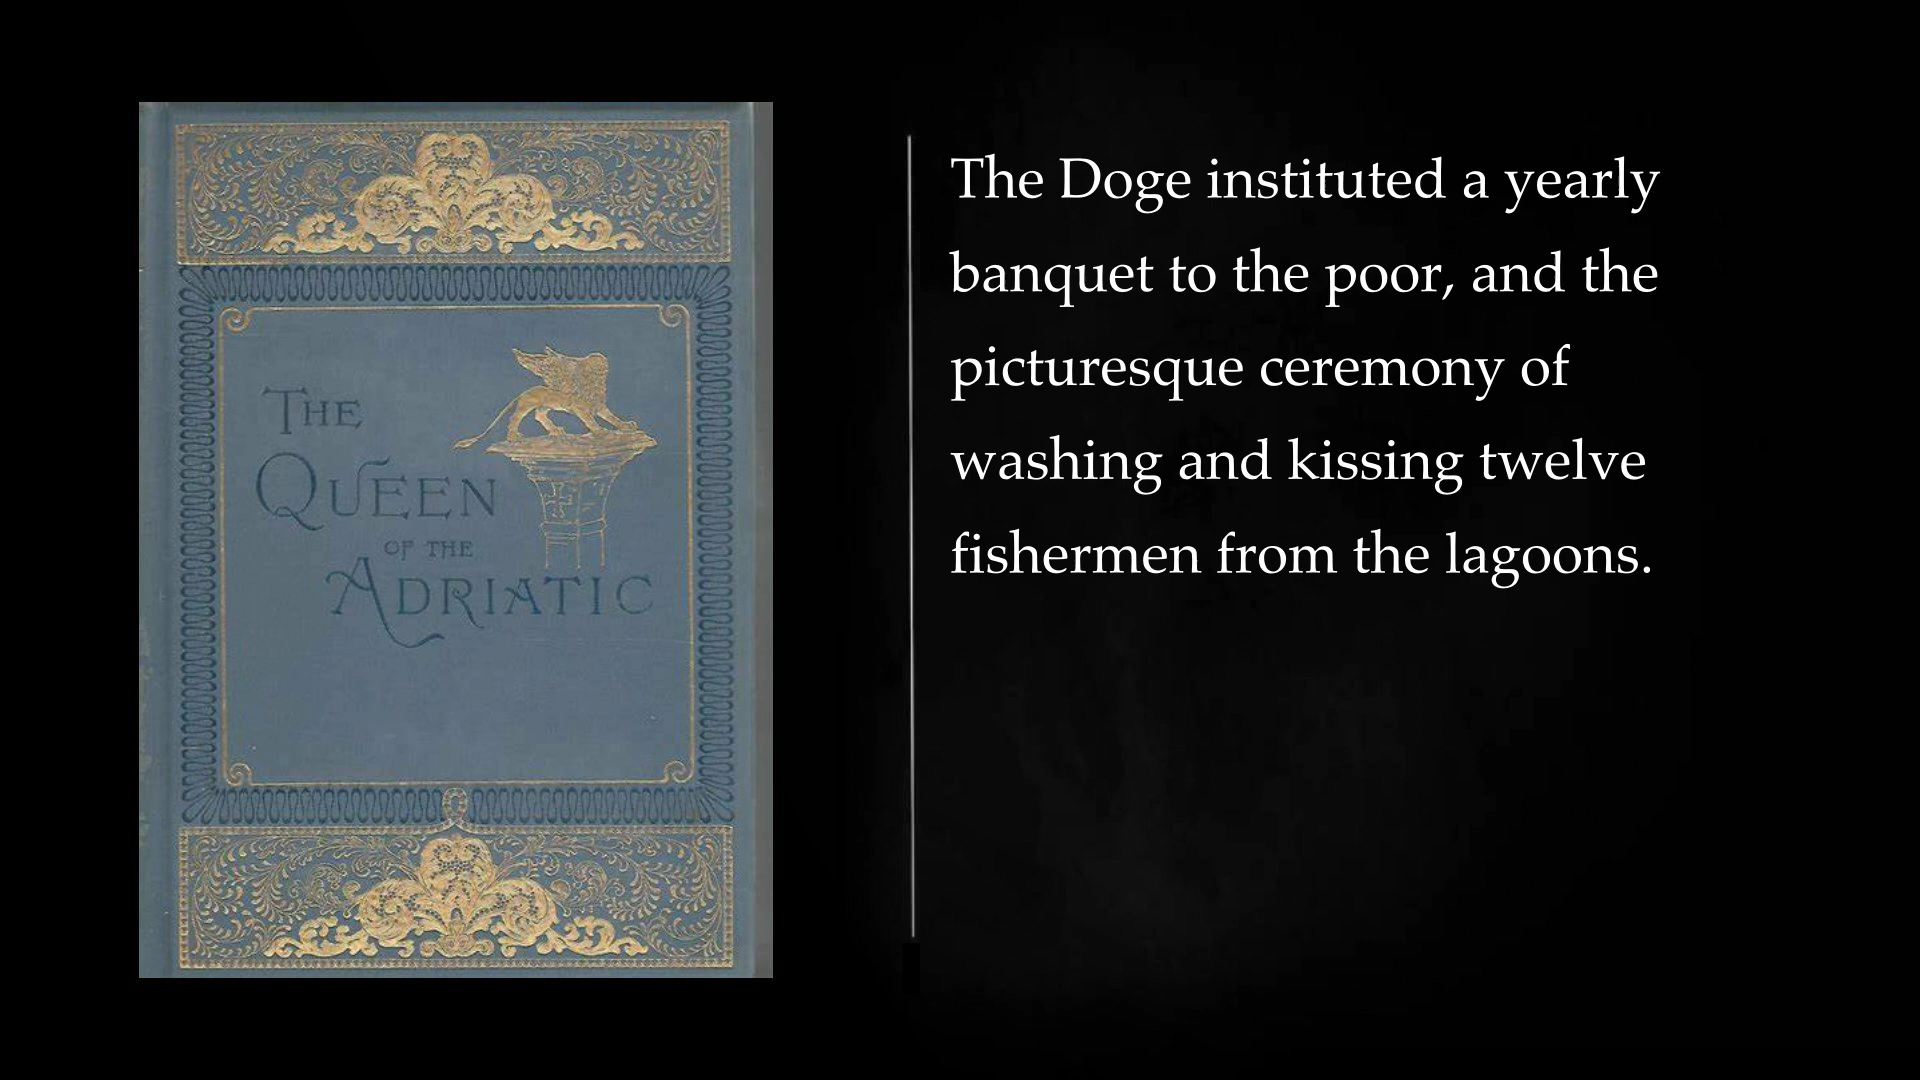 THE
QUEEN
OF THE
ADRIATIC
The Doge instituted a yearly
banquet to the poor, and the
picturesque ceremony of
washing and kissing twelve
fishermen from the lagoons.